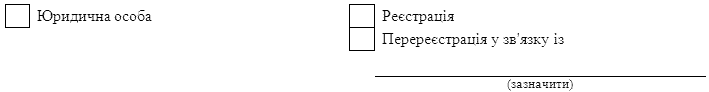 Юридична особа
Реєстрація
Перереєстрація у зв'язку із
(зазначити)